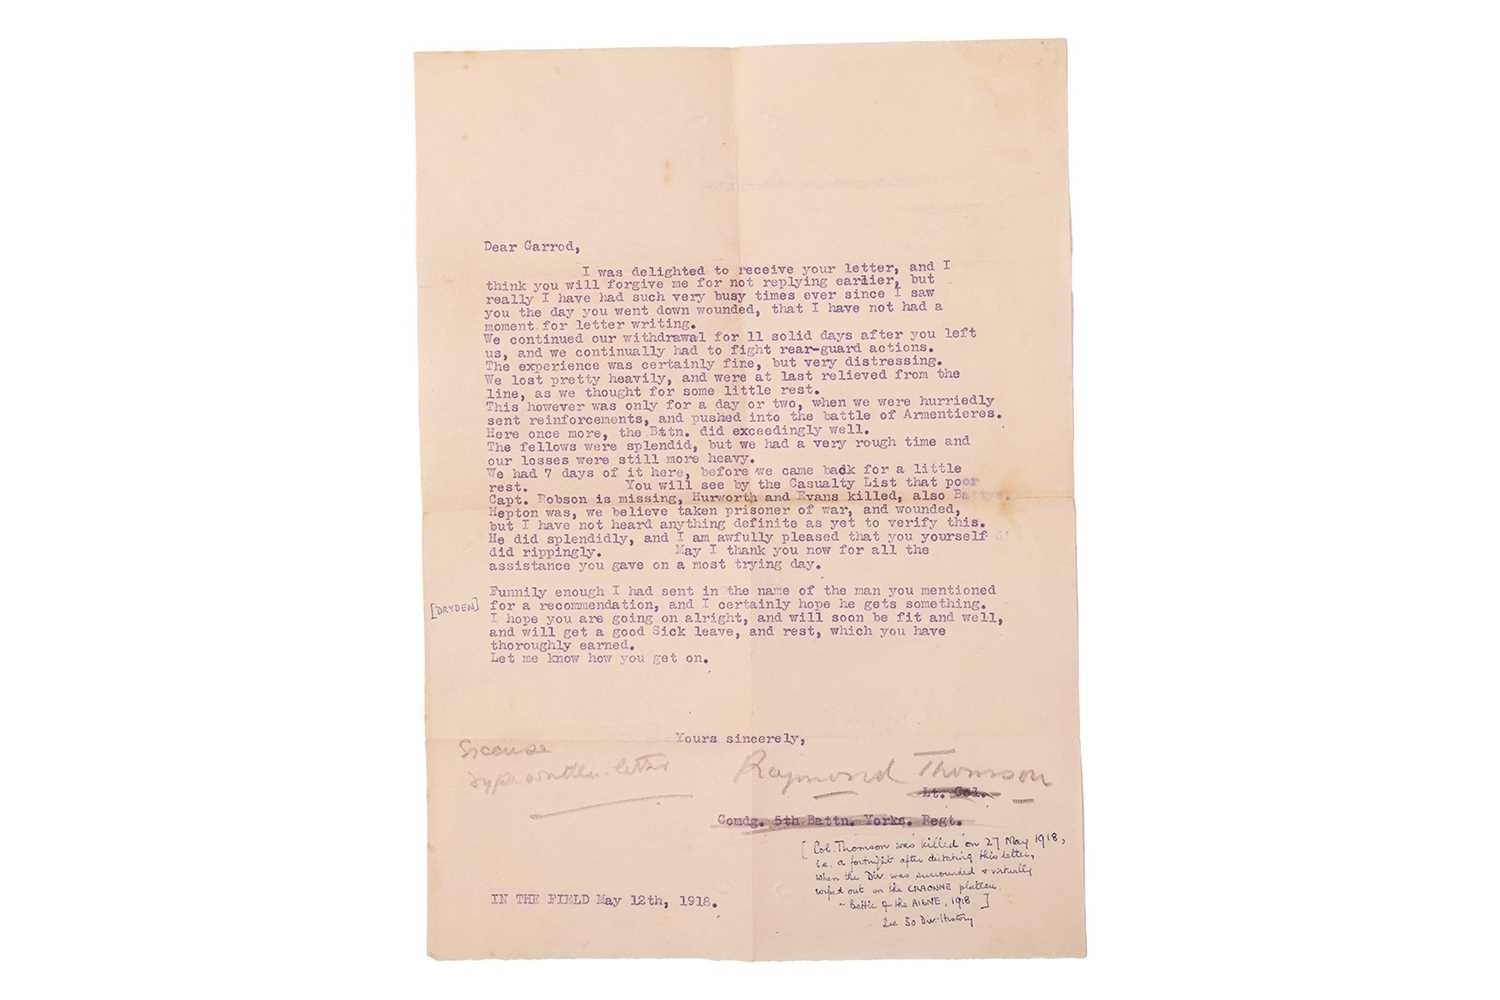 Dear Garrod,
I was delighted to receive your letter, and I
think you will forgive me for not replying earlier, but
really I have had such very busy times ever since I saw
you the day you went down wounded, that I have not had a
moment for letter writing.
We continued our withdrawal for 11 solid days after you left
us, and we continually had to fight rear-guard actions.
The experience was certainly fine, but very distressing.
We lost pretty heavily, and were at last relieved from the
line, as we thought for some little rest.
This however was only for a day or two, when we were hurriedly
sent reinforcements, and pushed into the battle of Armentieres.
Here once more, the Battn. did exceedingly well.
The fellows were splendid, but we had a very rough time and
our losses were still more heavy.
We had 7 days of it here, before we came back for a little
rest. You will see by the Casualty List that poor
Capt. Robson is missing, Hurworth and Evans killed, also
Hepton was, we believe taken prisoner of war, and wounded,
but I have not heard anything definite as yet to verify this.
He did splendidly, and I am awfully pleased that you yourself
did rippingly. May I thank you now for all the
assistance you gave on a most trying day.
Funnily enough I had sent in the name of the man you mentioned
[DRYDEN] for a recommendation, and I certainly hope he gets something.
I hope you are going on alright, and will soon be fit and well,
and will get a good Sick leave, and rest, which you have
thoroughly earned.
Let me know how you get on.
Yours sincerely,
Excuse
typewritten letter
Raymond Thomson
Lt. Col.
Comdg. 5th Battn. Yorks. Regt.
[Col. Thomson was killed on 27 May 1918,
i.e. a fortnight after dictating this letter,
when the Div was surrounded & virtually
wiped out on the CRAONNE plateau
- Battle of the AISNE, 1918]
See 50 Div. History
IN THE FIELD May 12th, 1918.